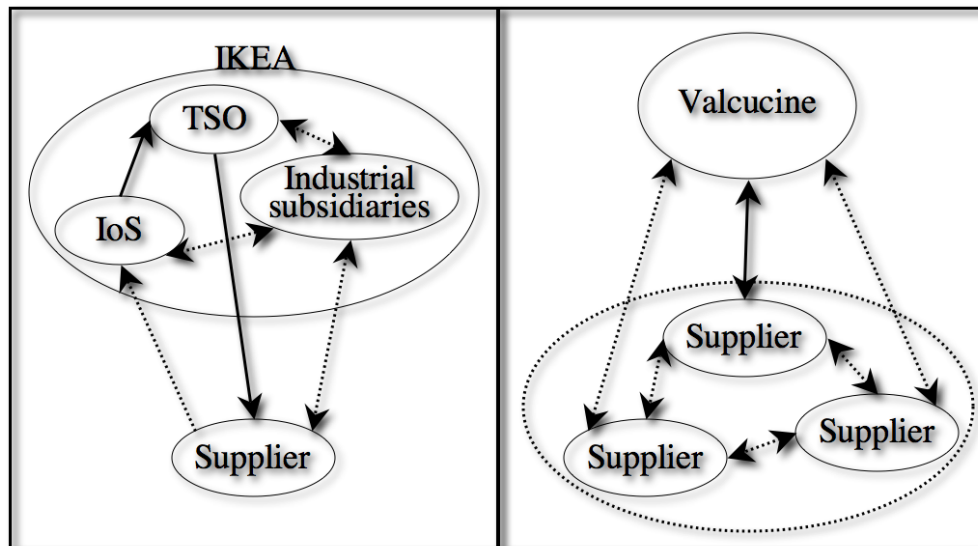 IKEA
TSO
Industrial
subsidiaries
IoS
Supplier
Valcucine
Supplier
Supplier
Supplier